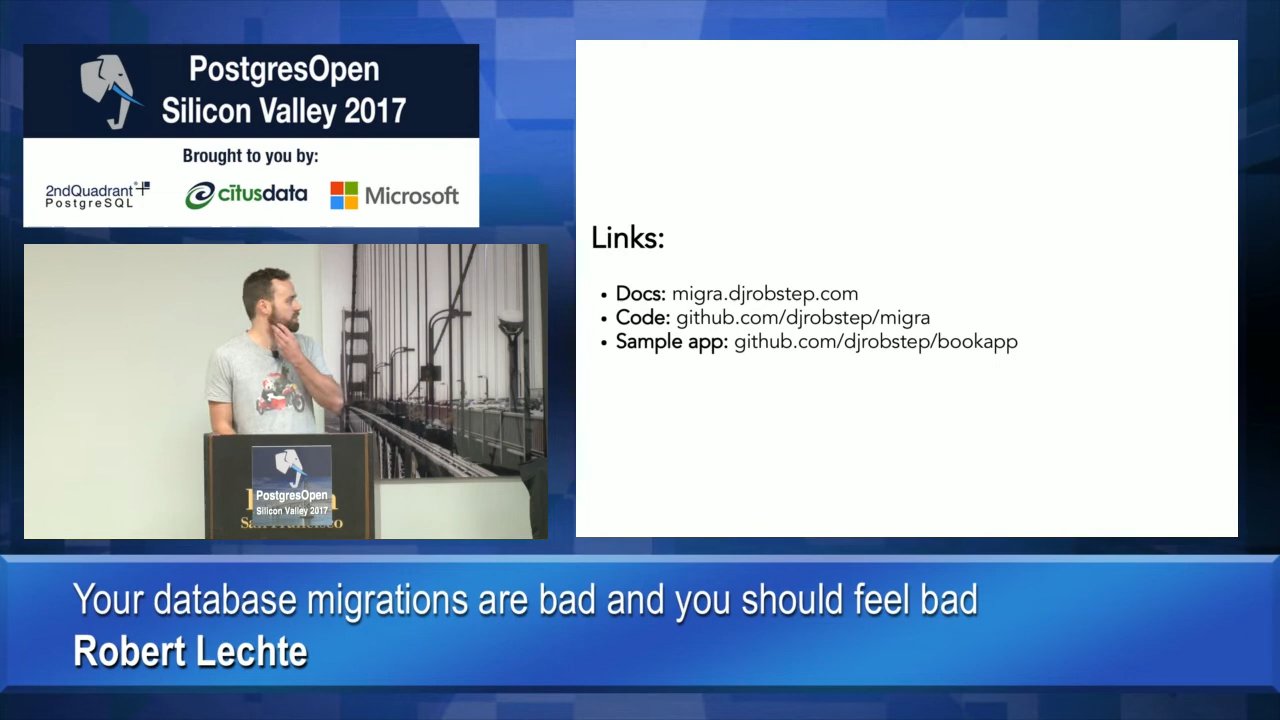 PostgresOpen
Silicon Valley 2017
Brought to you by:
2ndQuadrant
PostgreSQL
citusdata
Microsoft
Links:
• Docs: migra.djrobstep.com
• Code: github.com/djrobstep/migra
• Sample app: github.com/djrobstep/bookapp
PostgresOpen
Silicon Valley 2017
Your database migrations are bad and you should feel bad
Robert Lechte